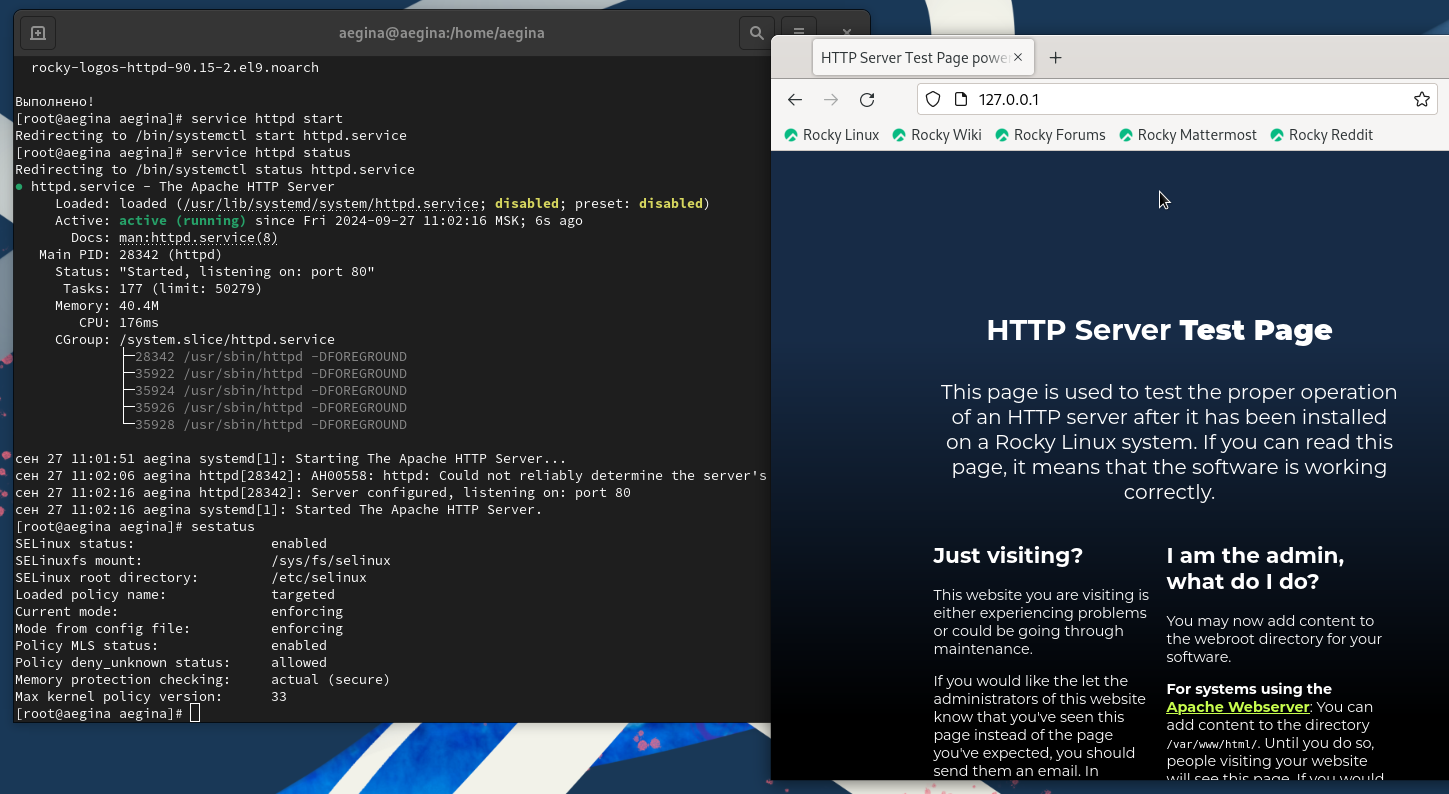 aegina@aegina:/home/aegina
rocky-logos-httpd-90.15-2.el9.noarch
Выполнено!
[root@aegina aegina]# service httpd start
Redirecting to /bin/systemctl start httpd.service
[root@aegina aegina]# service httpd status
Redirecting to /bin/systemctl status httpd.service
● httpd.service - The Apache HTTP Server
Loaded: loaded (/usr/lib/systemd/system/httpd.service; disabled; preset: disabled)
Active: active (running) since Fri 2024-09-27 11:02:16 MSK; 6s ago
Docs: man:httpd.service(8)
Main PID: 28342 (httpd)
Status: "Started, listening on: port 80"
Tasks: 177 (limit: 50279)
Memory: 40.4M
CPU: 176ms
CGroup: /system.slice/httpd.service
├─28342 /usr/sbin/httpd -DFOREGROUND
├─35922 /usr/sbin/httpd -DFOREGROUND
├─35924 /usr/sbin/httpd -DFOREGROUND
├─35926 /usr/sbin/httpd -DFOREGROUND
└─35928 /usr/sbin/httpd -DFOREGROUND
сен 27 11:01:51 aegina systemd[1]: Starting The Apache HTTP Server...
сен 27 11:02:06 aegina httpd[28342]: AH00558: httpd: Could not reliably determine the server's
сен 27 11:02:16 aegina httpd[28342]: Server configured, listening on: port 80
сен 27 11:02:16 aegina systemd[1]: Started The Apache HTTP Server.
[root@aegina aegina]# sestatus
SELinux status: enabled
SELinuxfs mount: /sys/fs/selinux
SELinux root directory: /etc/selinux
Loaded policy name: targeted
Current mode: enforcing
Mode from config file: enforcing
Policy MLS status: enabled
Policy deny_unknown status: allowed
Memory protection checking: actual (secure)
Max kernel policy version: 33
[root@aegina aegina]#
HTTP Server Test Page powe
127.0.0.1
Rocky Linux Rocky Wiki Rocky Forums Rocky Mattermost Rocky Reddit
HTTP Server Test Page
This page is used to test the proper operation
of an HTTP server after it has been installed
on a Rocky Linux system. If you can read this
page, it means that the software is working
correctly.
Just visiting?
This website you are visiting is
either experiencing problems
or could be going through
maintenance.
If you would like the let the
administrators of this website
know that you've seen this
page instead of the page
you've expected, you should
send them an email. In
I am the admin,
what do I do?
You may now add content to
the webroot directory for your
software.
For systems using the
Apache Webserver: You can
add content to the directory
/var/www/html/. Until you do so,
people visiting your website
will see this page. If you would